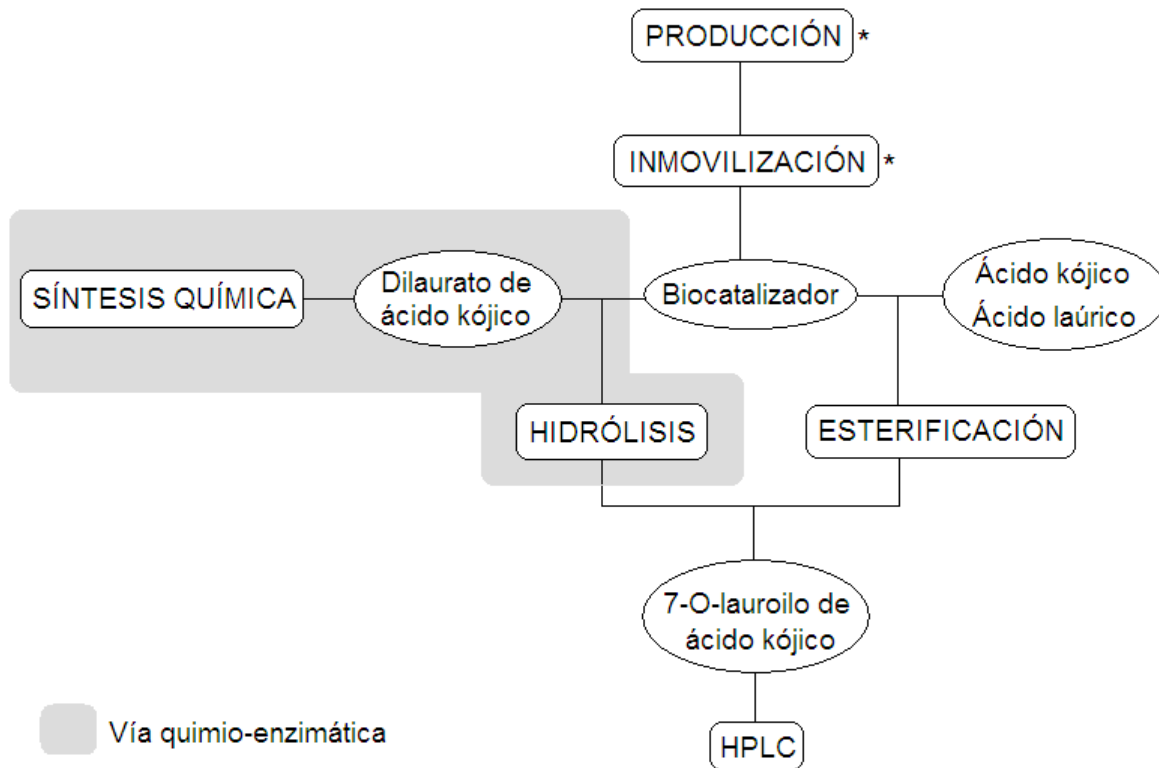 PRODUCCIÓN *
INMOVILIZACIÓN *
SÍNTESIS QUÍMICA
Dilaurato de
ácido kójico
Biocatalizador
Ácido kójico
Ácido laúrico
HIDRÓLISIS
ESTERIFICACIÓN
7-O-lauroilo de
ácido kójico
Vía quimio-enzimática
HPLC